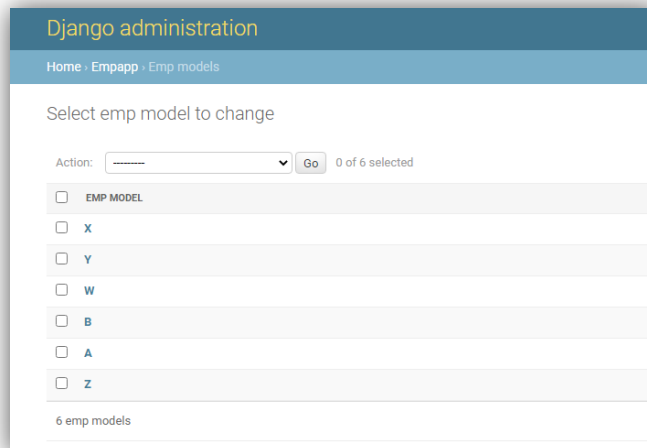 Django administration
Home › Empapp › Emp models
Select emp model to change
Action: --------- Go 0 of 6 selected
EMP MODEL
X
Y
W
B
A
Z
6 emp models